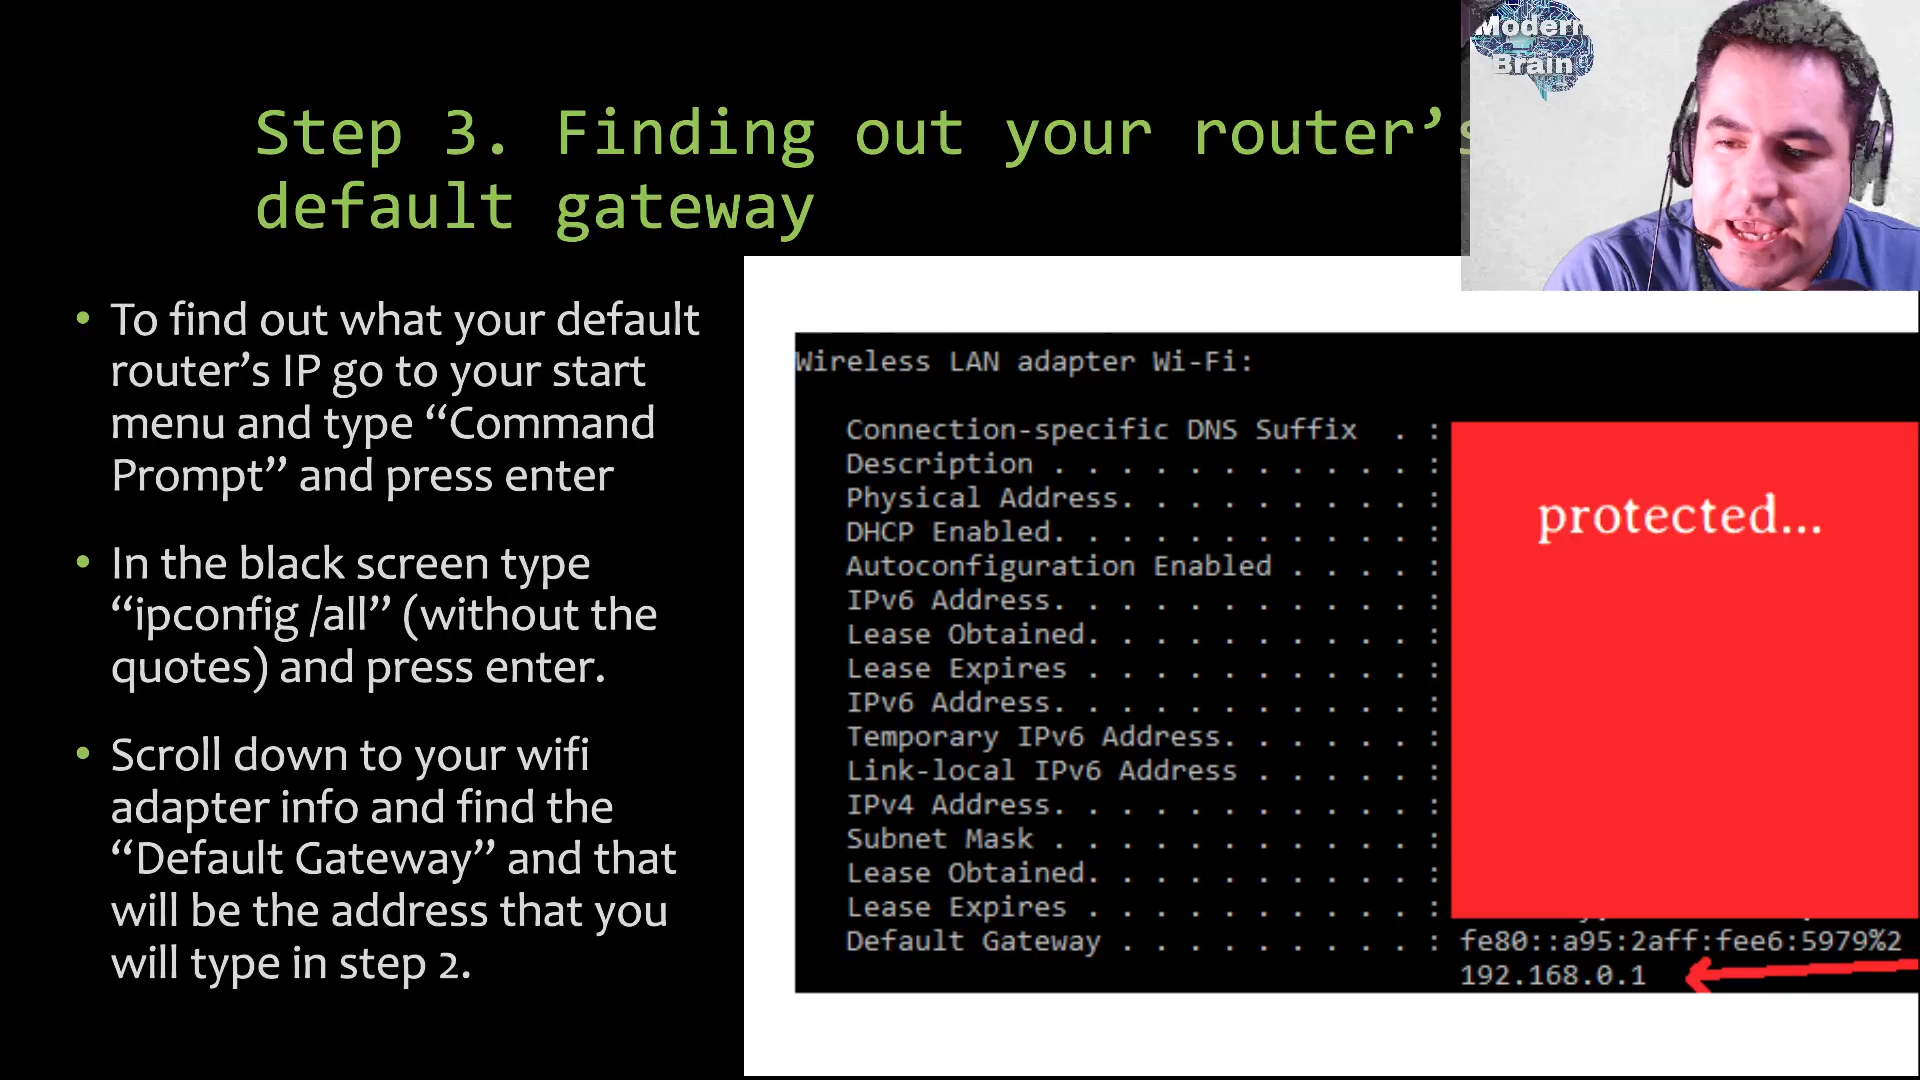 Modern
Brain
Step 3. Finding out your router’s
default gateway
• To find out what your default
router’s IP go to your start
menu and type “Command
Prompt” and press enter
• In the black screen type
“ipconfig /all” (without the
quotes) and press enter.
• Scroll down to your wifi
adapter info and find the
“Default Gateway” and that
will be the address that you
will type in step 2.
Wireless LAN adapter Wi-Fi:
Connection-specific DNS Suffix . :
Description . . . . . . . . . . . :
Physical Address. . . . . . . . . :
DHCP Enabled. . . . . . . . . . . :
Autoconfiguration Enabled . . . . :
IPv6 Address. . . . . . . . . . . :
Lease Obtained. . . . . . . . . . :
Lease Expires . . . . . . . . . . :
IPv6 Address. . . . . . . . . . . :
Temporary IPv6 Address. . . . . . :
Link-local IPv6 Address . . . . . :
IPv4 Address. . . . . . . . . . . :
Subnet Mask . . . . . . . . . . . :
Lease Obtained. . . . . . . . . . :
Lease Expires . . . . . . . . . . :
Default Gateway . . . . . . . . . : fe80::a95:2aff:fee6:5979%2
192.168.0.1
protected...